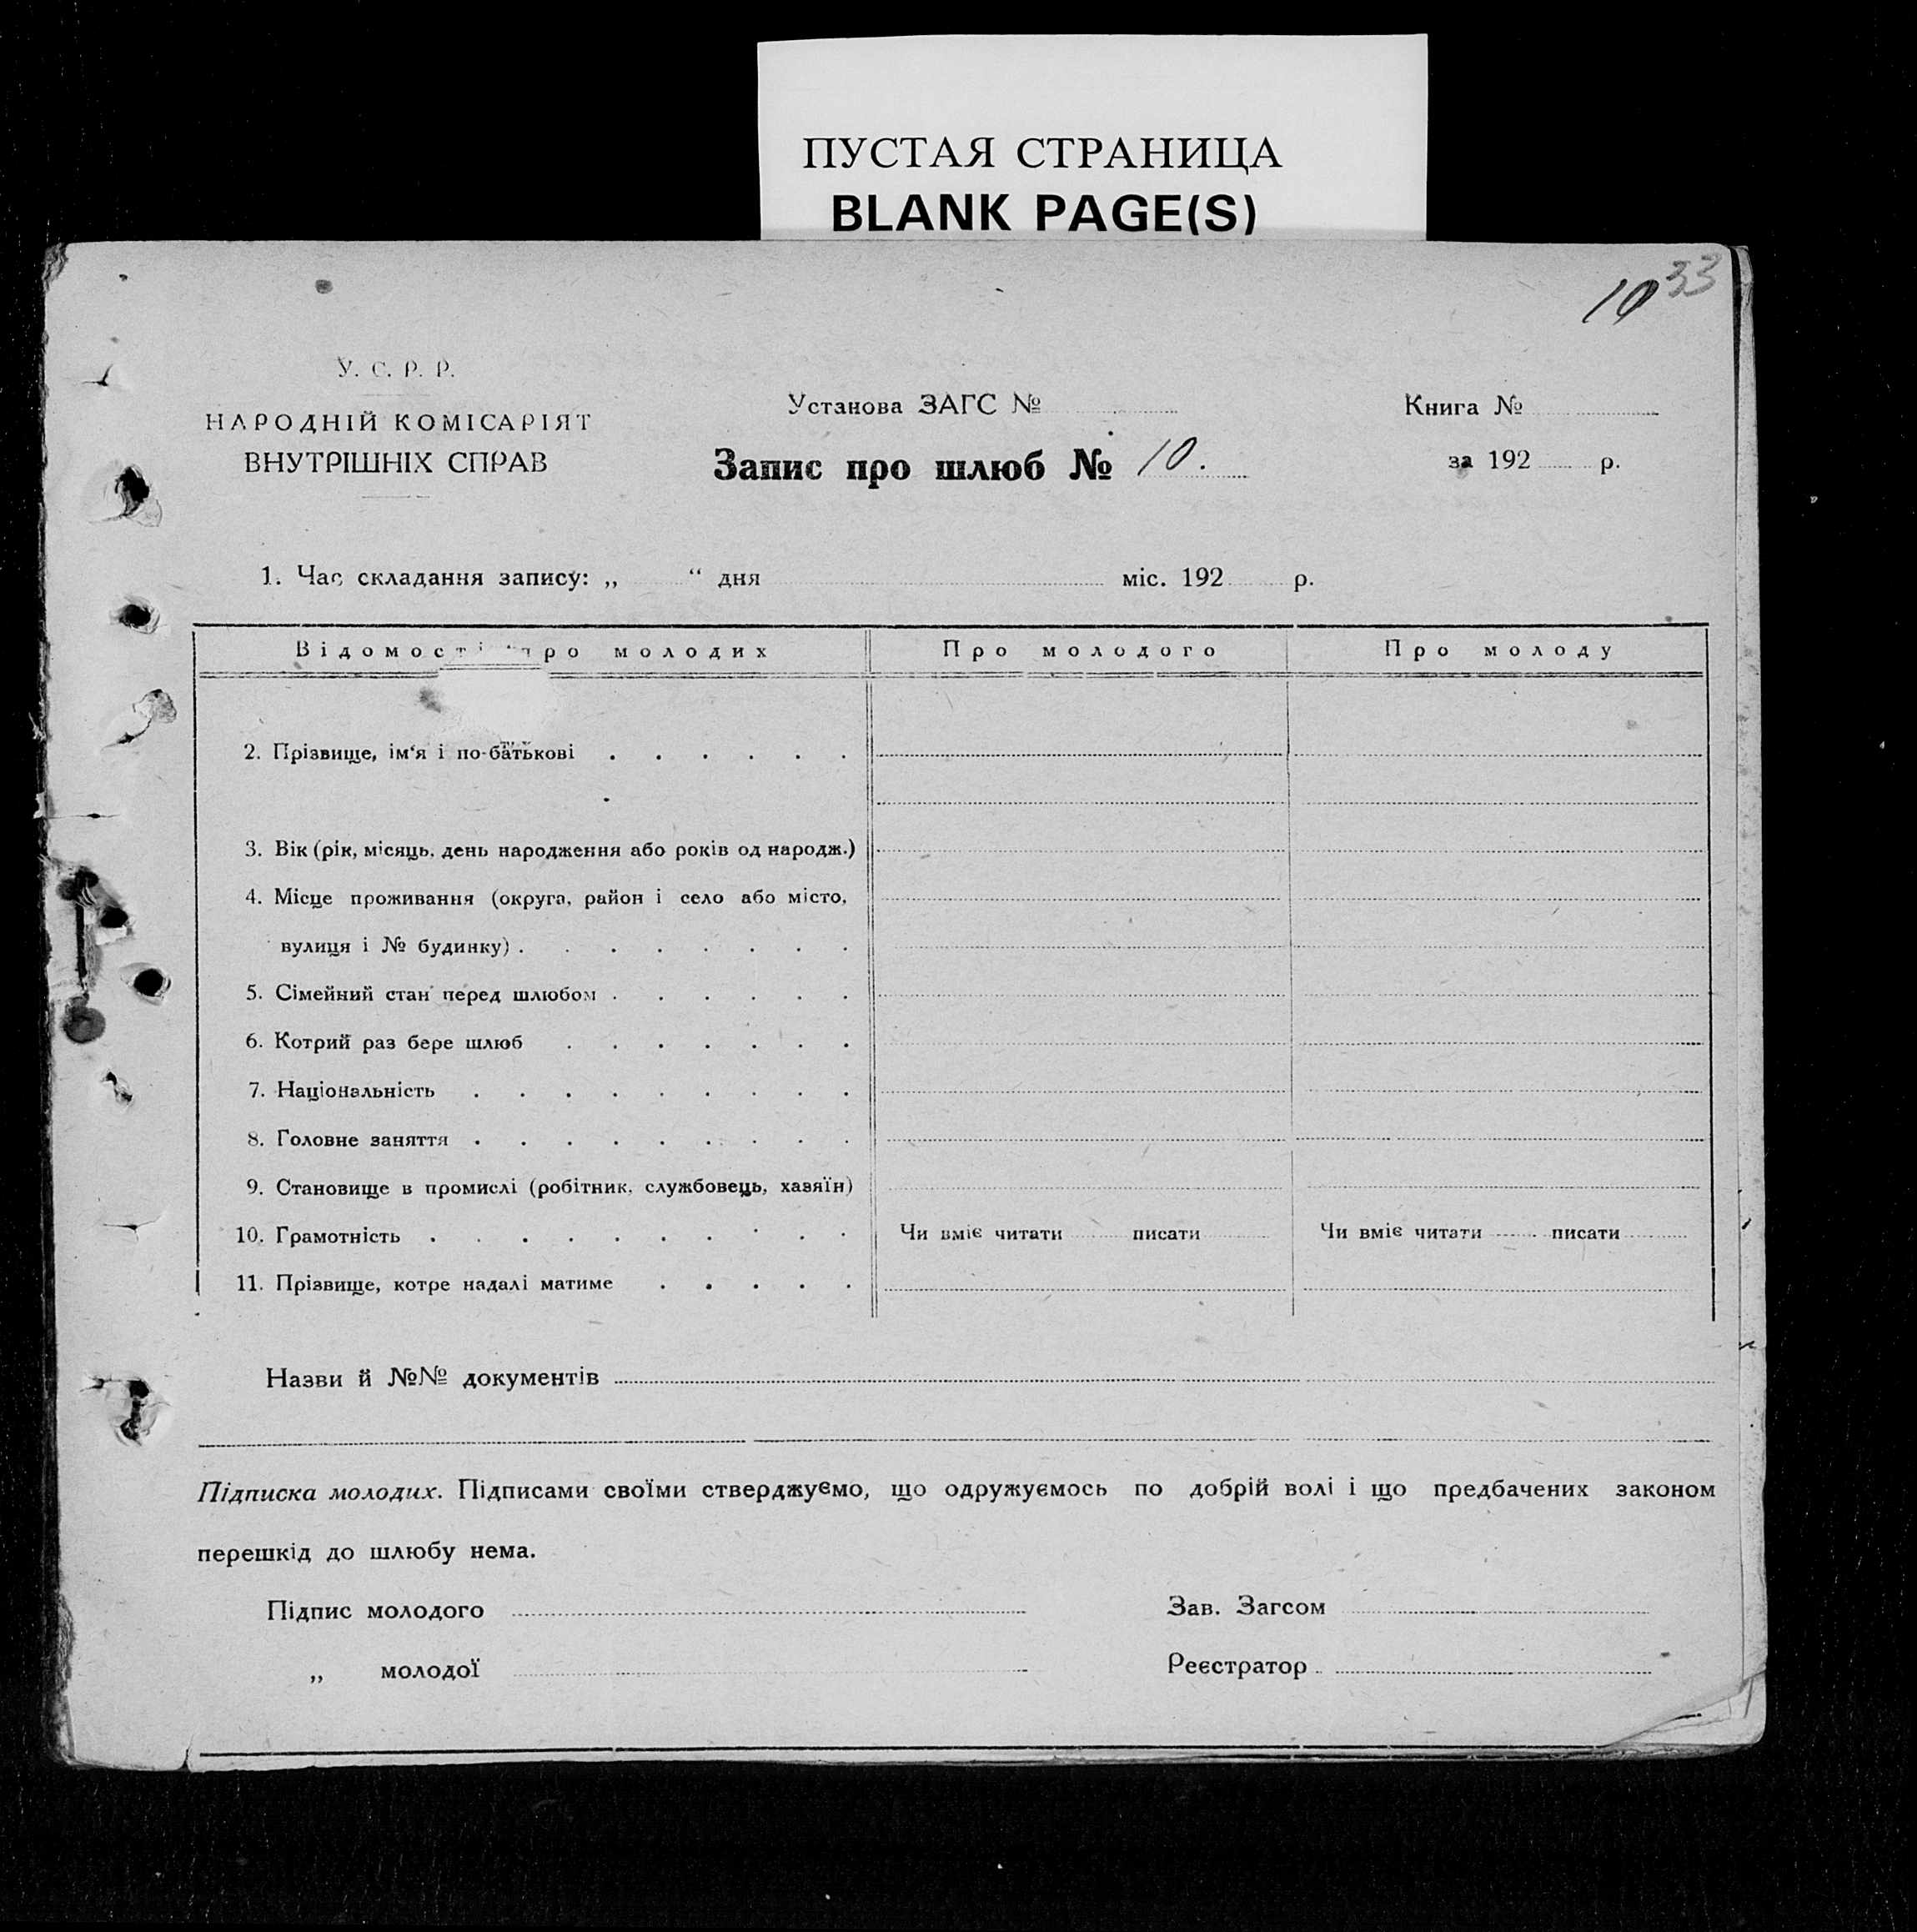 ПУСТАЯ СТРАНИЦА
BLANK PAGE(S)
10 33
У. С. Р. Р.
НАРОДНІЙ КОМІСАРІЯТ
ВНУТРІШНІХ СПРАВ
Установа ЗАГС №
Запис про шлюб № 10.
Книга №
за 192 р.
1. Час складання запису: „ “ дня міс. 192 р.
Відомості про молодих Про молодого Про молоду
2. Прізвище, ім‘я і по-батькові . . . . . .
3. Вік (рік, місяць, день народження або років од народж.)
4. Місце проживання (округа, район і село або місто,
вулиця і № будинку) . . . . . . . .
5. Сімейний стан перед шлюбом . . . . . .
6. Котрий раз бере шлюб . . . . . . .
7. Національність . . . . . . . . .
8. Головне заняття . . . . . . . . .
9. Становище в промислі (робітник, службовець, хазяїн)
10. Грамотність . . . . . . . . . . Чи вміє читати писати Чи вміє читати писати
11. Прізвище, котре надалі матиме . . . . .
Назви й №№ документів
Підписка молодих. Підписами своїми стверджуємо, що одружуємось по добрій волі і що предбачених законом
перешкід до шлюбу нема.
Підпис молодого Зав. Загсом
„ молодої Реєстратор